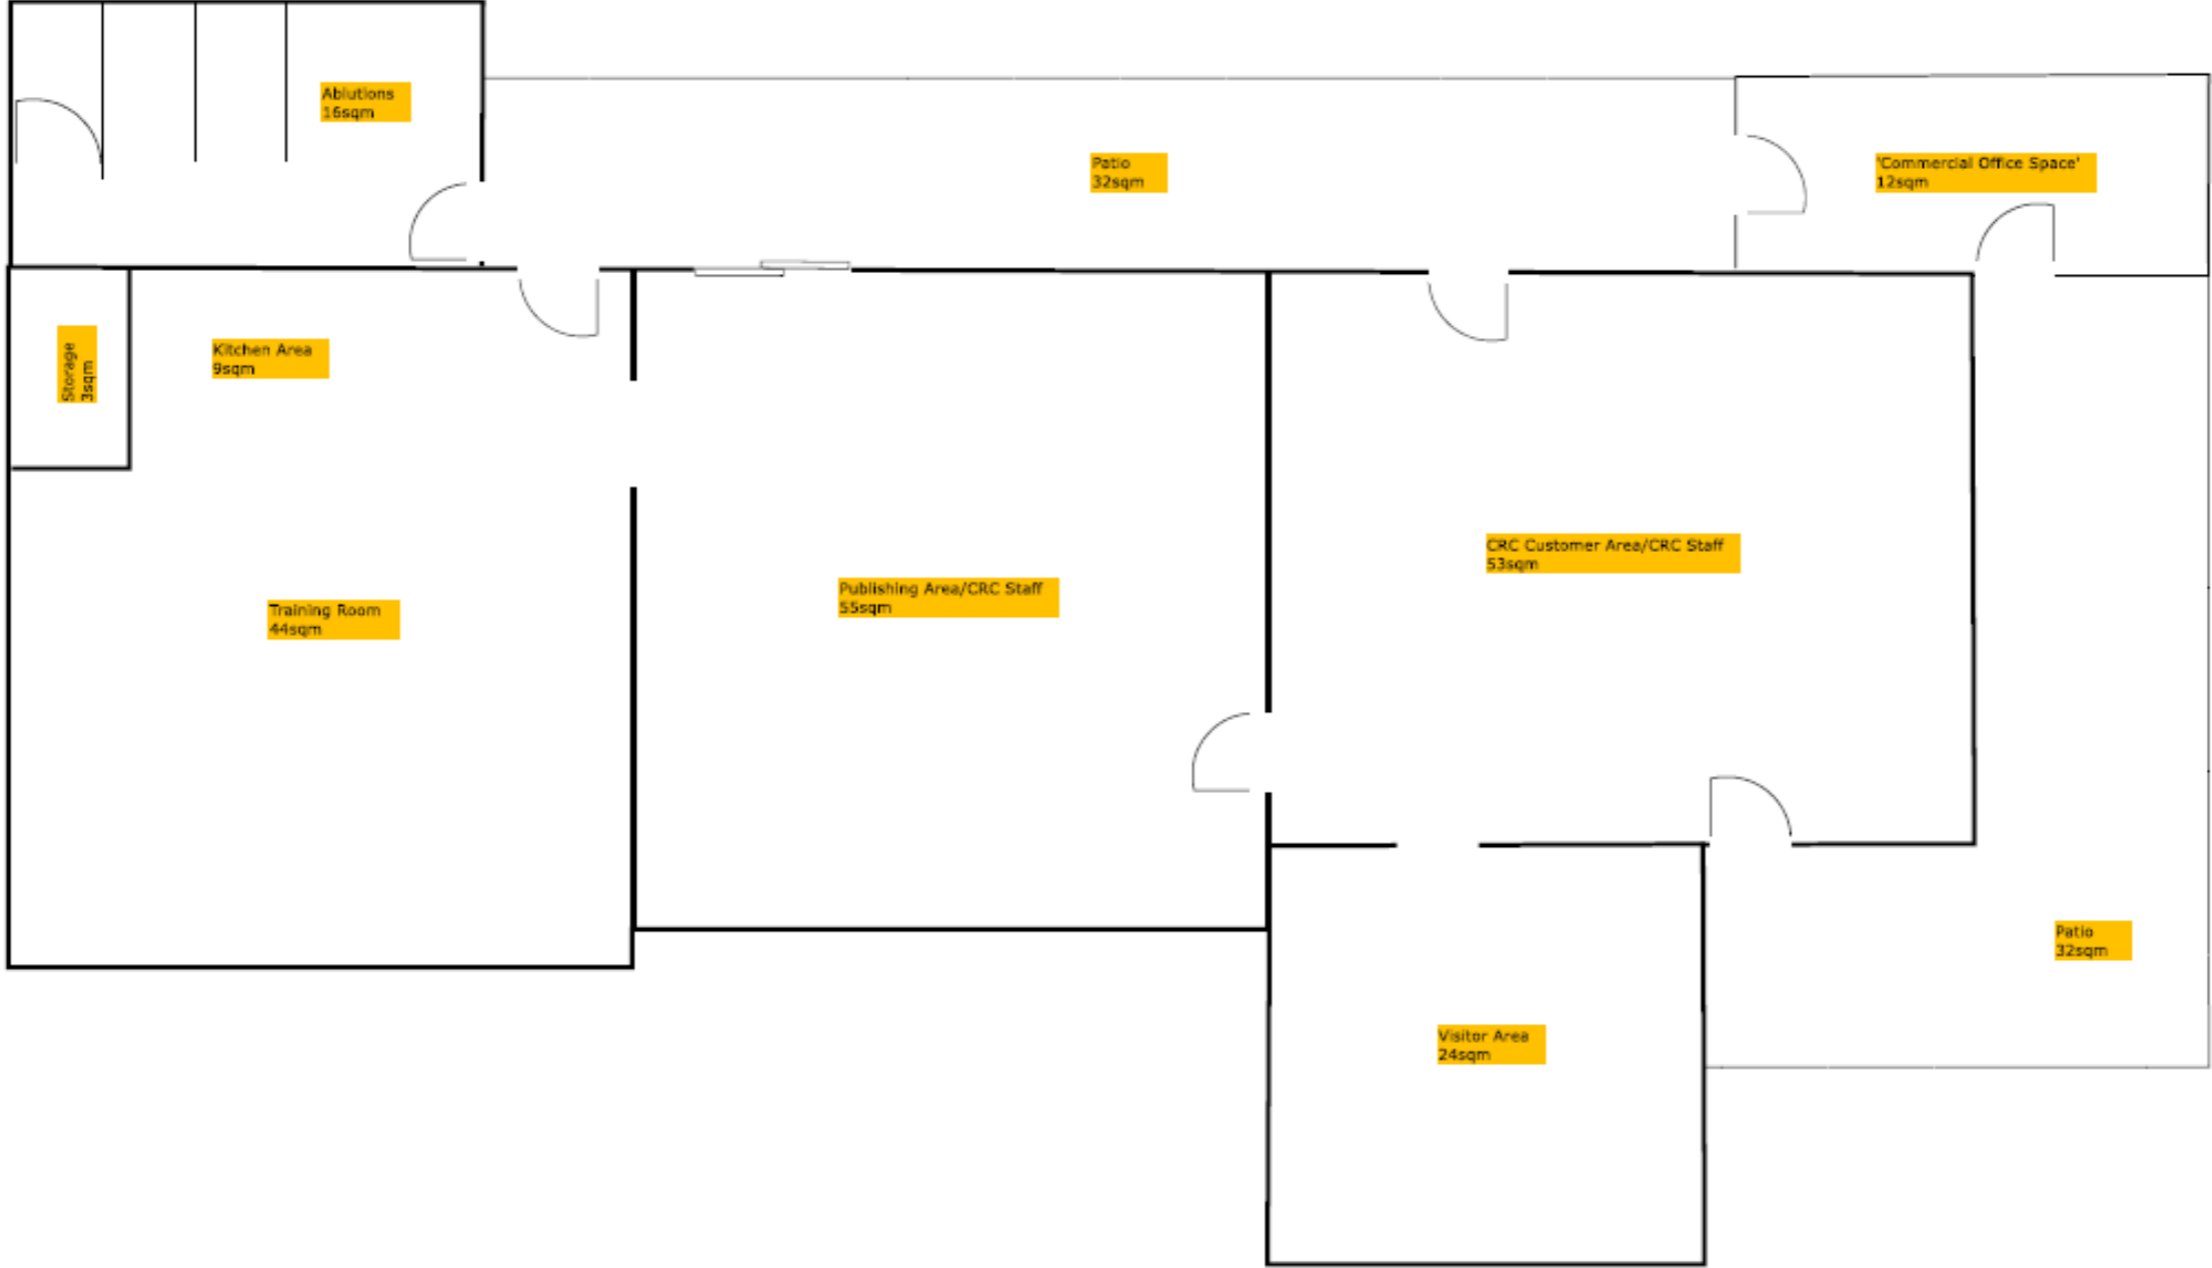 Ablutions
16sqm
Patio
32sqm
'Commercial Office Space'
12sqm
Storage
3sqm
Kitchen Area
9sqm
CRC Customer Area/CRC Staff
53sqm
Publishing Area/CRC Staff
55sqm
Training Room
44sqm
Patio
32sqm
Visitor Area
24sqm